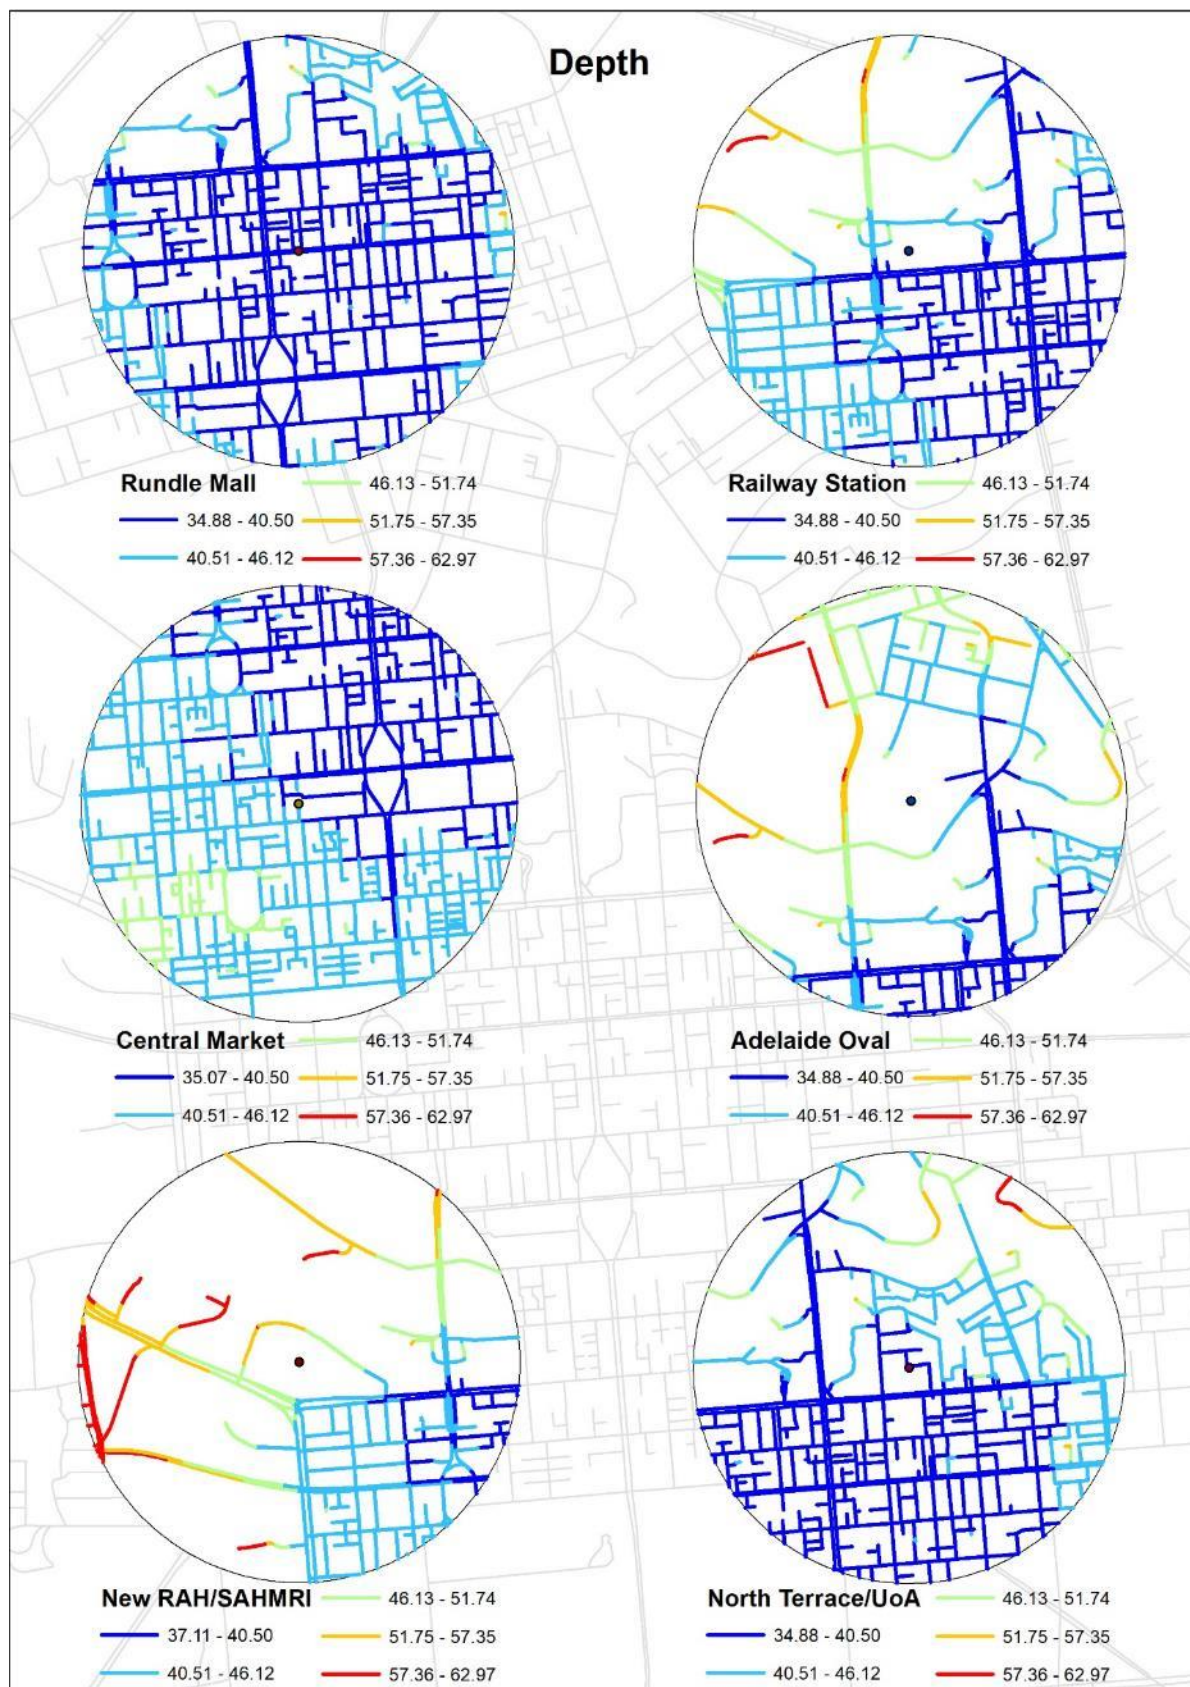 Depth
Rundle Mall 46.13 - 51.74
34.88 - 40.50 51.75 - 57.35
40.51 - 46.12 57.36 - 62.97
Railway Station 46.13 - 51.74
34.88 - 40.50 51.75 - 57.35
40.51 - 46.12 57.36 - 62.97
Central Market 46.13 - 51.74
35.07 - 40.50 51.75 - 57.35
40.51 - 46.12 57.36 - 62.97
Adelaide Oval 46.13 - 51.74
34.88 - 40.50 51.75 - 57.35
40.51 - 46.12 57.36 - 62.97
New RAH/SAHMRI 46.13 - 51.74
37.11 - 40.50 51.75 - 57.35
40.51 - 46.12 57.36 - 62.97
North Terrace/UoA 46.13 - 51.74
34.88 - 40.50 51.75 - 57.35
40.51 - 46.12 57.36 - 62.97